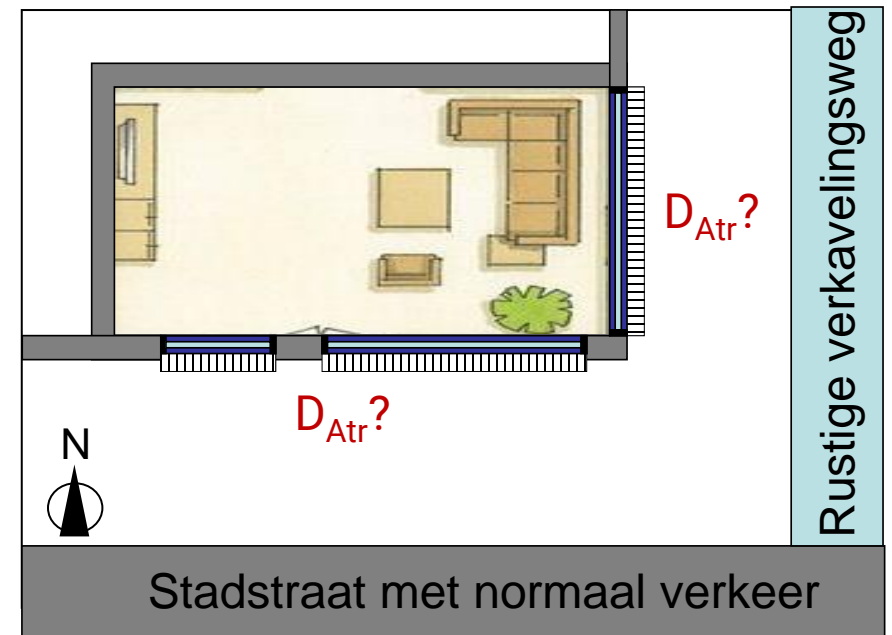 Rustige verkavelingsweg
D_Atr?
D_Atr?
N
Stadstraat met normaal verkeer